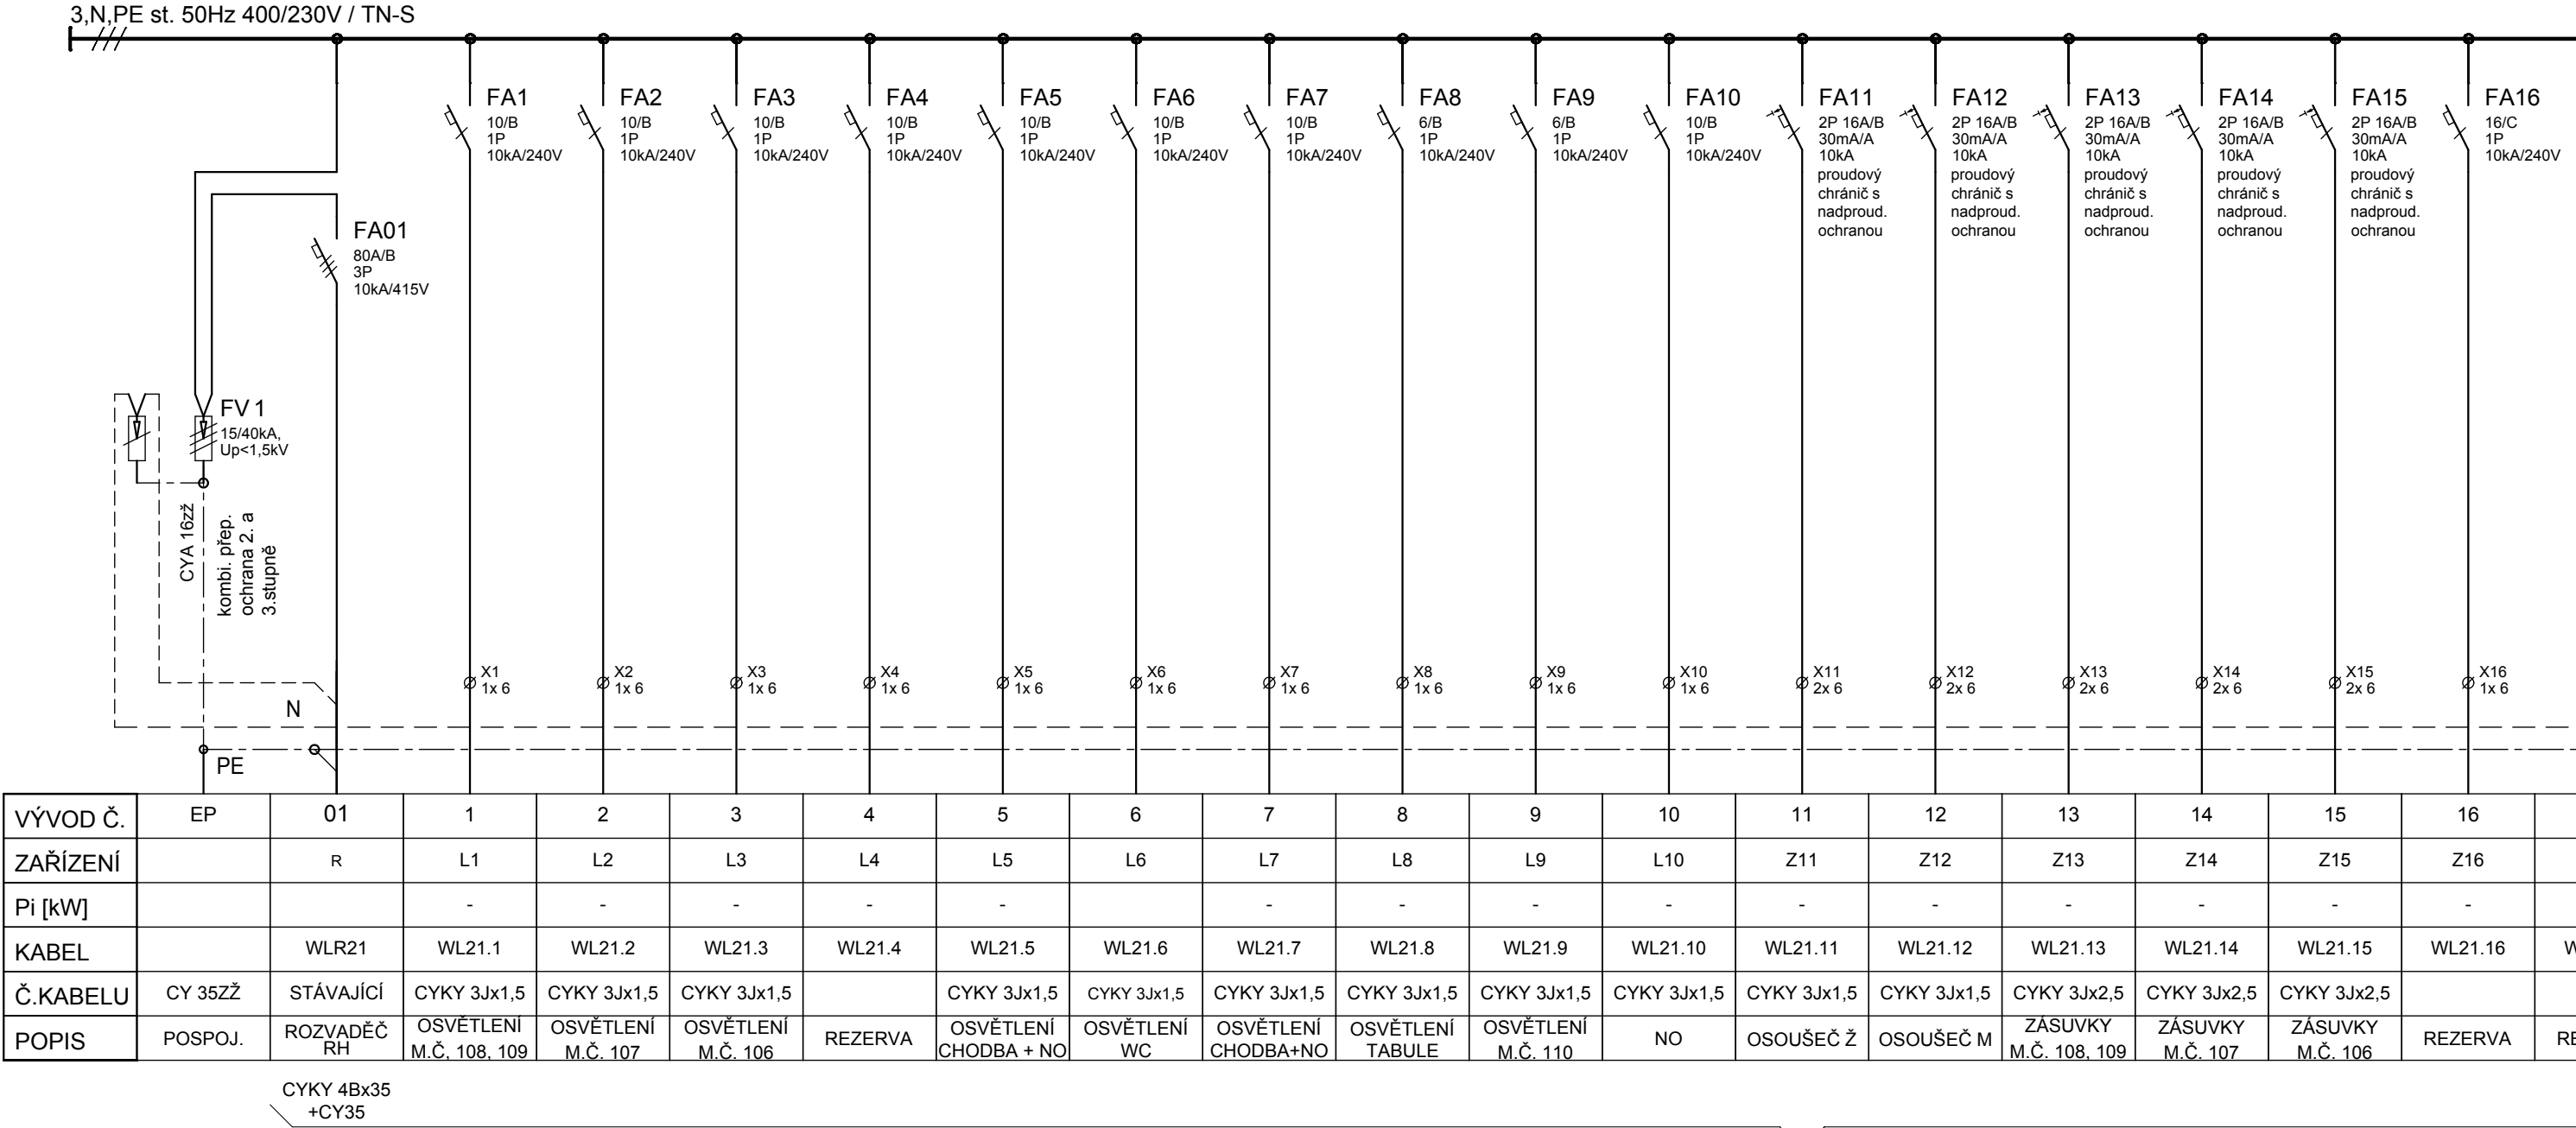 3,N,PE st. 50Hz 400/230V / TN-S
FA1
10/B
1P
10kA/240V
FA2
10/B
1P
10kA/240V
FA3
10/B
1P
10kA/240V
FA4
10/B
1P
10kA/240V
FA5
10/B
1P
10kA/240V
FA6
10/B
1P
10kA/240V
FA7
10/B
1P
10kA/240V
FA8
6/B
1P
10kA/240V
FA9
6/B
1P
10kA/240V
FA10
10/B
1P
10kA/240V
FA11
2P 16A/B
30mA/A
10kA
proudový
chránič s
nadproud.
ochranou
FA12
2P 16A/B
30mA/A
10kA
proudový
chránič s
nadproud.
ochranou
FA13
2P 16A/B
30mA/A
10kA
proudový
chránič s
nadproud.
ochranou
FA14
2P 16A/B
30mA/A
10kA
proudový
chránič s
nadproud.
ochranou
FA15
2P 16A/B
30mA/A
10kA
proudový
chránič s
nadproud.
ochranou
FA16
16/C
1P
10kA/240V
FA01
80A/B
3P
10kA/415V
FV 1
15/40kA,
Up<1,5kV
CYA 16zž
kombi. přep.
ochrana 2. a
3.stupně
X1
1x 6
X2
1x 6
X3
1x 6
X4
1x 6
X5
1x 6
X6
1x 6
X7
1x 6
X8
1x 6
X9
1x 6
X10
1x 6
X11
2x 6
X12
2x 6
X13
2x 6
X14
2x 6
X15
2x 6
X16
1x 6
N
PE
VÝVOD Č. EP 01 1 2 3 4 5 6 7 8 9 10 11 12 13 14 15 16
ZAŘÍZENÍ R L1 L2 L3 L4 L5 L6 L7 L8 L9 L10 Z11 Z12 Z13 Z14 Z15 Z16
Pi [kW] - - - - - - - - - - - - - - -
KABEL WLR21 WL21.1 WL21.2 WL21.3 WL21.4 WL21.5 WL21.6 WL21.7 WL21.8 WL21.9 WL21.10 WL21.11 WL21.12 WL21.13 WL21.14 WL21.15 WL21.16
Č.KABELU CY 35ZŽ STÁVAJÍCÍ CYKY 3Jx1,5 CYKY 3Jx1,5 CYKY 3Jx1,5 CYKY 3Jx1,5 CYKY 3Jx1,5 CYKY 3Jx1,5 CYKY 3Jx1,5 CYKY 3Jx1,5 CYKY 3Jx1,5 CYKY 3Jx1,5 CYKY 3Jx1,5 CYKY 3Jx2,5 CYKY 3Jx2,5 CYKY 3Jx2,5
POPIS
POSPOJ.
ROZVADĚČ
RH
OSVĚTLENÍ
M.Č, 108, 109
OSVĚTLENÍ
M.Č. 107
OSVĚTLENÍ
M.Č. 106
REZERVA
OSVĚTLENÍ
CHODBA + NO
OSVĚTLENÍ
WC
OSVĚTLENÍ
CHODBA+NO
OSVĚTLENÍ
TABULE
OSVĚTLENÍ
M.Č. 110
NO
OSOUŠEČ Ž
OSOUŠEČ M
ZÁSUVKY
M.Č. 108, 109
ZÁSUVKY
M.Č. 107
ZÁSUVKY
M.Č. 106
REZERVA
CYKY 4Bx35
+CY35